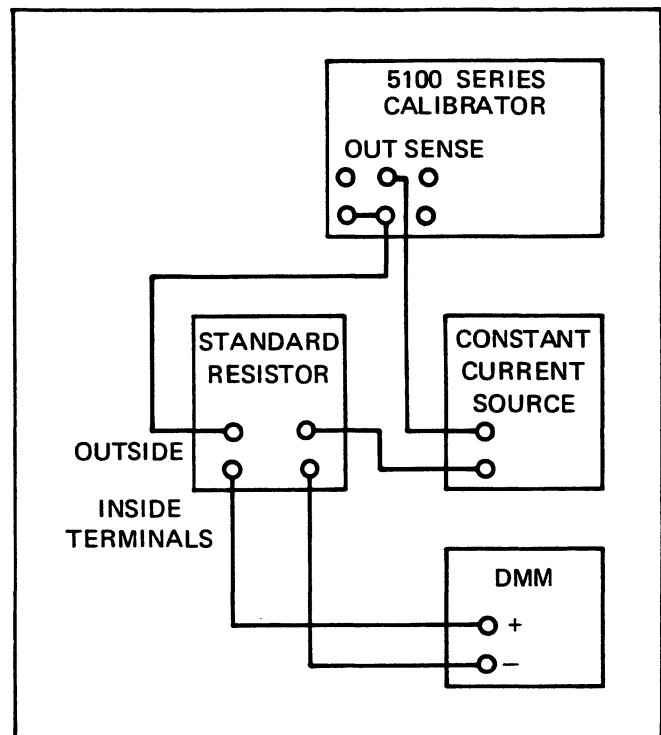 5100 SERIES
CALIBRATOR
OUT SENSE
STANDARD
RESISTOR
CONSTANT
CURRENT
SOURCE
OUTSIDE
INSIDE
TERMINALS
DMM
+
−